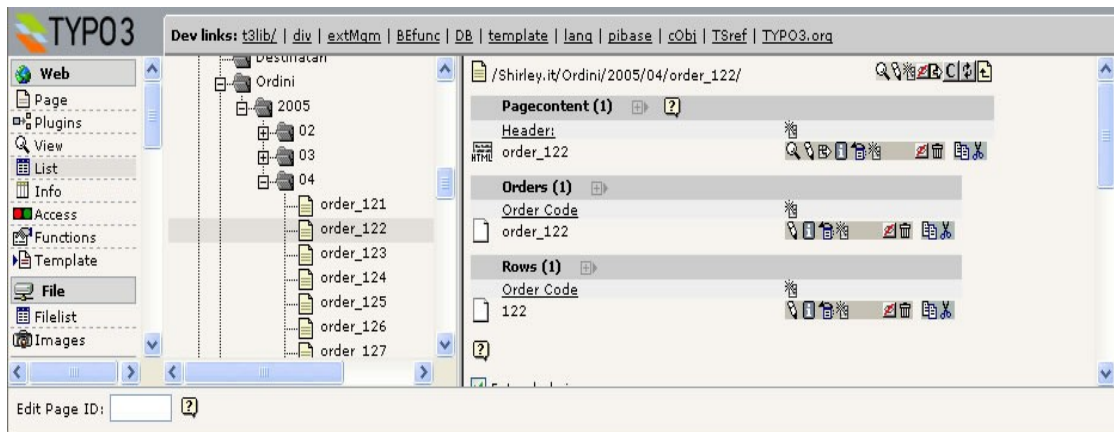 TYPO3
Dev links: t3lib/ | div | extMgm | BEfunc | DB | template | lang | pibase | cObj | TSref | TYPO3.org
Web
Page
Plugins
View
List
Info
Access
Functions
Template
File
Filelist
Images
Destinatari
Ordini
2005
02
03
04
order_121
order_122
order_123
order_124
order_125
order_126
order_127
/Shirley.it/Ordini/2005/04/order_122/
Pagecontent (1)
Header:
HTML order_122
Orders (1)
Order Code
order_122
Rows (1)
Order Code
122
Edit Page ID: